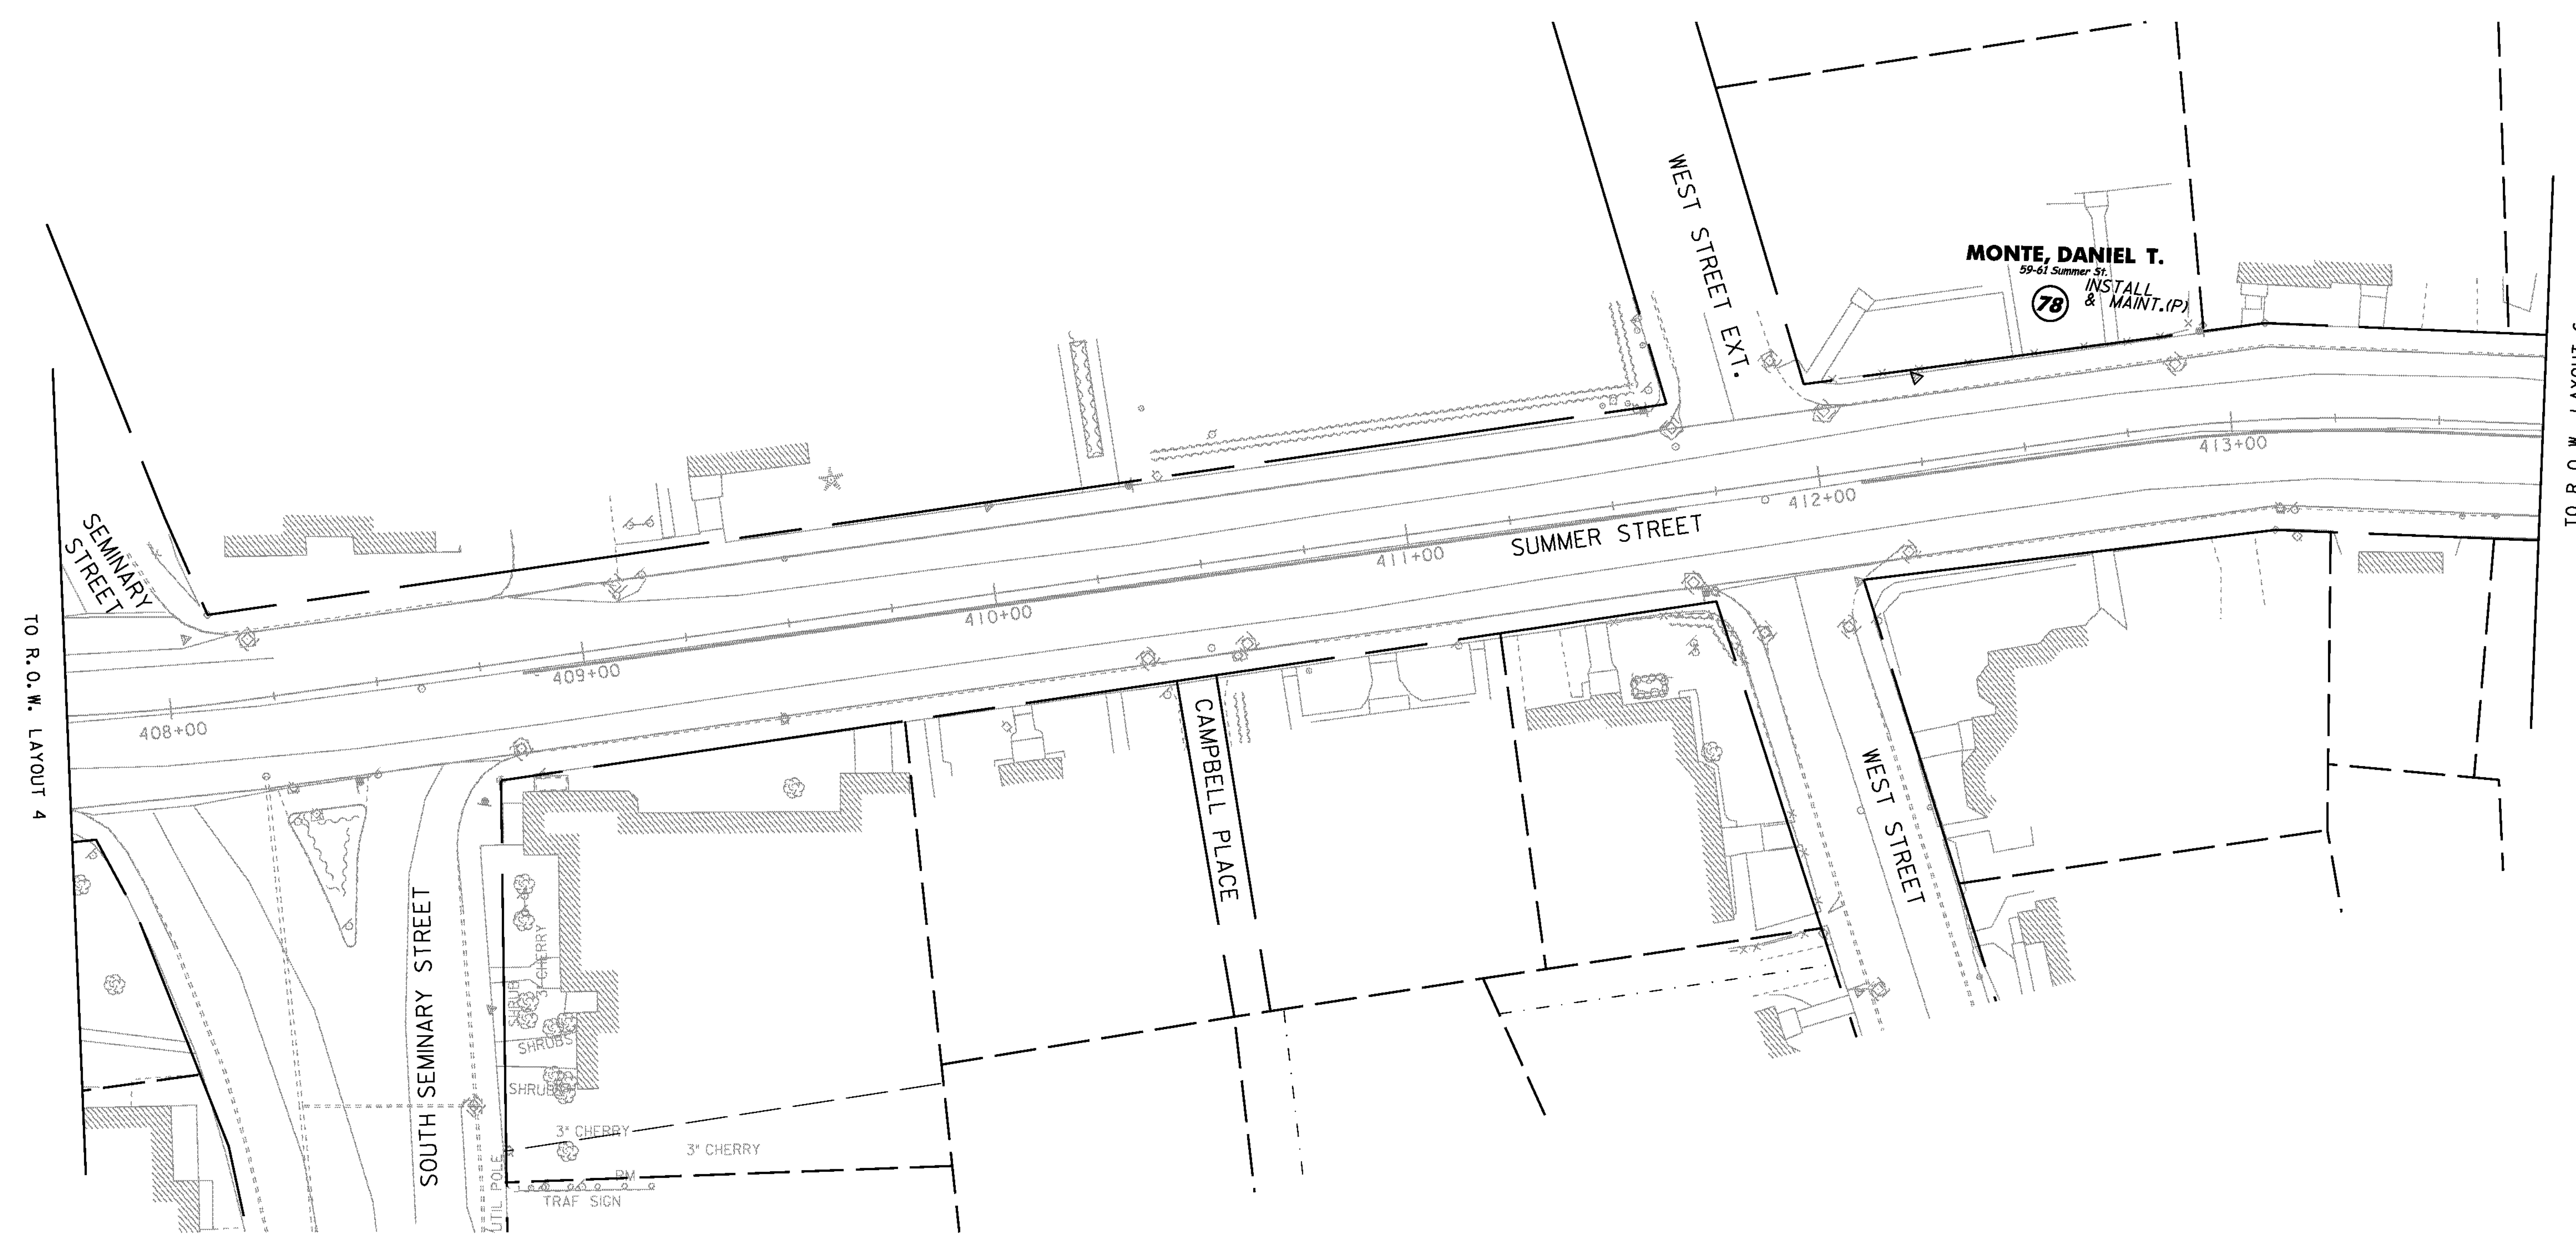 WEST STREET EXT.
MONTE, DANIEL T.
59-61 Summer St.
78
INSTALL
& MAINT.(P)
413+00
412+00
SUMMER STREET
411+00
410+00
409+00
408+00
SEMINARY
STREET
TO R.O.W. LAYOUT 4
CAMPBELL PLACE
WEST STREET
SOUTH SEMINARY STREET
3" CHERRY
SHRUB
SHRUBS
SHRUBS
3" CHERRY
3" CHERRY
UTIL POLE
TRAF SIGN